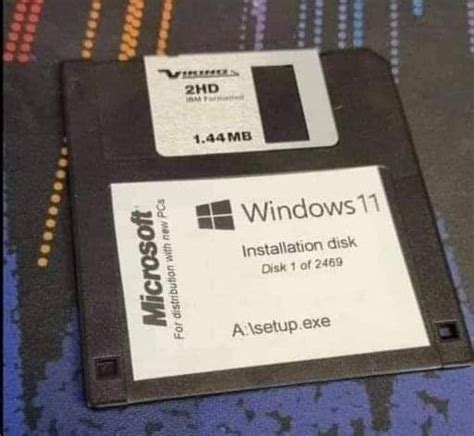 VIKING
2HD
IBM Formatted
1.44MB
Microsoft
For distribution with new PCs
Windows 11
Installation disk
Disk 1 of 2469
A:\setup.exe